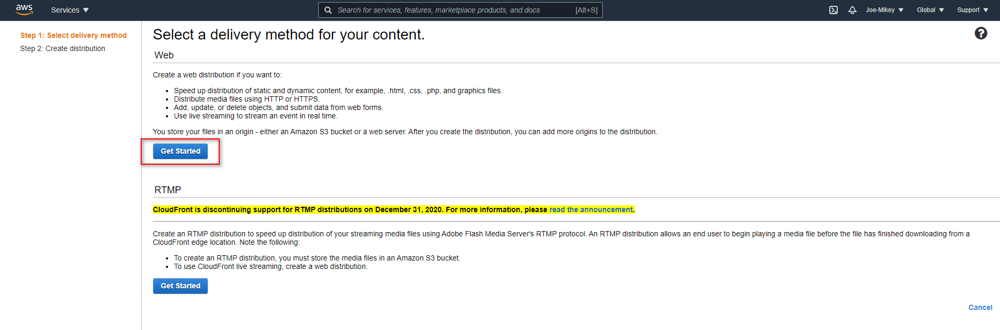 aws
Services
Search for services, features, marketplace products, and docs
[Alt+S]
Joe-Mikey
Global
Support
Step 1: Select delivery method
Step 2: Create distribution
Select a delivery method for your content.
?
Web
Create a web distribution if you want to:
• Speed up distribution of static and dynamic content, for example, .html, .css, .php, and graphics files.
• Distribute media files using HTTP or HTTPS.
• Add, update, or delete objects, and submit data from web forms.
• Use live streaming to stream an event in real time.
You store your files in an origin - either an Amazon S3 bucket or a web server. After you create the distribution, you can add more origins to the distribution.
Get Started
RTMP
CloudFront is discontinuing support for RTMP distributions on December 31, 2020. For more information, please read the announcement.
Create an RTMP distribution to speed up distribution of your streaming media files using Adobe Flash Media Server's RTMP protocol. An RTMP distribution allows an end user to begin playing a media file before the file has finished downloading from a
CloudFront edge location. Note the following:
• To create an RTMP distribution, you must store the media files in an Amazon S3 bucket.
• To use CloudFront live streaming, create a web distribution.
Get Started
Cancel